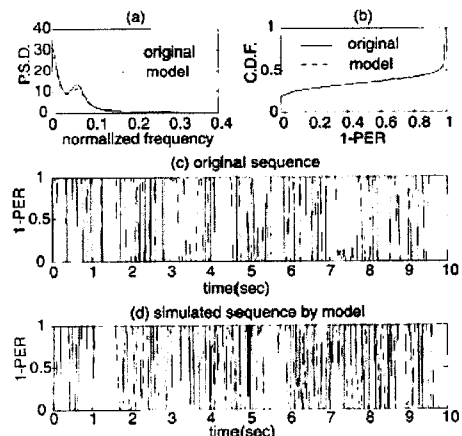 (a)
P.S.D.
40
30
20
10
0
original
model
0 0.1 0.2 0.3 0.4
normalized frequency
(b)
C.D.F.
1
0.5
0
original
model
0 0.2 0.4 0.6 0.8 1
1-PER
(c) original sequence
1-PER
1
0.5
0
0 1 2 3 4 5 6 7 8 9 10
time(sec)
(d) simulated sequence by model
1-PER
1
0.5
0
0 1 2 3 4 5 6 7 8 9 10
time(sec)